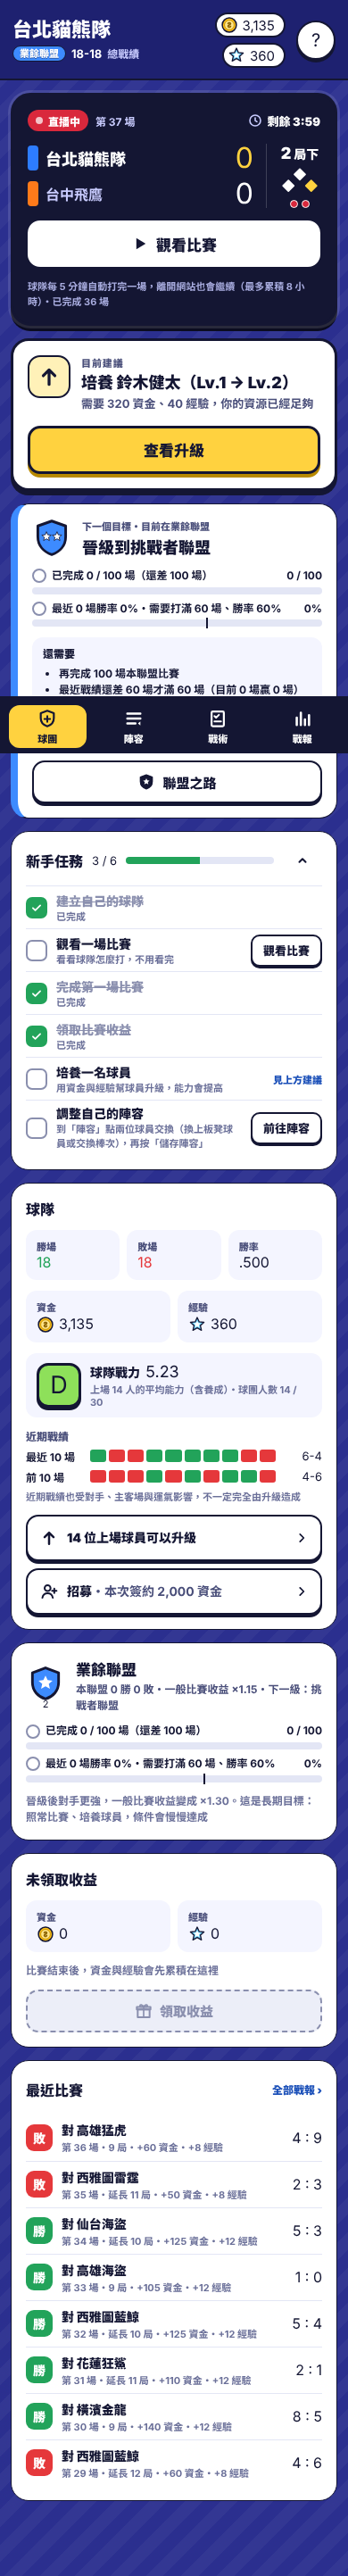 台北貓熊隊
業餘聯盟 18-18 總戰績
3,135
360
?
直播中 第 37 場 剩餘 3:59
台北貓熊隊 0
台中飛鷹 0
2 局下
觀看比賽
球隊每 5 分鐘自動打完一場，離開網站也會繼續（最多累積 8 小
時）・已完成 36 場
目前建議
培養 鈴木健太（Lv.1 → Lv.2）
需要 320 資金、40 經驗，你的資源已經足夠
查看升級
下一個目標・目前在業餘聯盟
晉級到挑戰者聯盟
已完成 0 / 100 場（還差 100 場） 0 / 100
最近 0 場勝率 0%・需要打滿 60 場、勝率 60% 0%
還需要
• 再完成 100 場本聯盟比賽
• 最近戰績還差 60 場才滿 60 場（目前 0 場贏 0 場）
球團 陣容 戰術 戰報
聯盟之路
新手任務 3 / 6
建立自己的球隊
已完成
觀看一場比賽
看看球隊怎麼打，不用看完
觀看比賽
完成第一場比賽
已完成
領取比賽收益
已完成
培養一名球員
用資金與經驗幫球員升級，能力會提高
見上方建議
調整自己的陣容
到「陣容」點兩位球員交換（換上板凳球
員或交換棒次），再按「儲存陣容」
前往陣容
球隊
勝場 敗場 勝率
18 18 .500
資金 經驗
3,135 360
D
球隊戰力 5.23
上場 14 人的平均能力（含養成）・球團人數 14 /
30
近期戰績
最近 10 場 6-4
前 10 場 4-6
近期戰績也受對手、主客場與運氣影響，不一定完全由升級造成
14 位上場球員可以升級
招募・本次簽約 2,000 資金
2
業餘聯盟
本聯盟 0 勝 0 敗・一般比賽收益 ×1.15・下一級：挑
戰者聯盟
已完成 0 / 100 場（還差 100 場） 0 / 100
最近 0 場勝率 0%・需要打滿 60 場、勝率 60% 0%
晉級後對手更強，一般比賽收益變成 ×1.30。這是長期目標：
照常比賽、培養球員，條件會慢慢達成
未領取收益
資金 經驗
0 0
比賽結束後，資金與經驗會先累積在這裡
領取收益
最近比賽 全部戰報 ›
敗 對 高雄猛虎 4 : 9
第 36 場・9 局・+60 資金・+8 經驗
敗 對 西雅圖雷霆 2 : 3
第 35 場・延長 11 局・+50 資金・+8 經驗
勝 對 仙台海盜 5 : 3
第 34 場・延長 10 局・+125 資金・+12 經驗
勝 對 高雄海盜 1 : 0
第 33 場・9 局・+105 資金・+12 經驗
勝 對 西雅圖藍鯨 5 : 4
第 32 場・延長 10 局・+125 資金・+12 經驗
勝 對 花蓮狂鯊 2 : 1
第 31 場・延長 11 局・+110 資金・+12 經驗
勝 對 橫濱金龍 8 : 5
第 30 場・9 局・+140 資金・+12 經驗
敗 對 西雅圖藍鯨 4 : 6
第 29 場・延長 12 局・+60 資金・+8 經驗